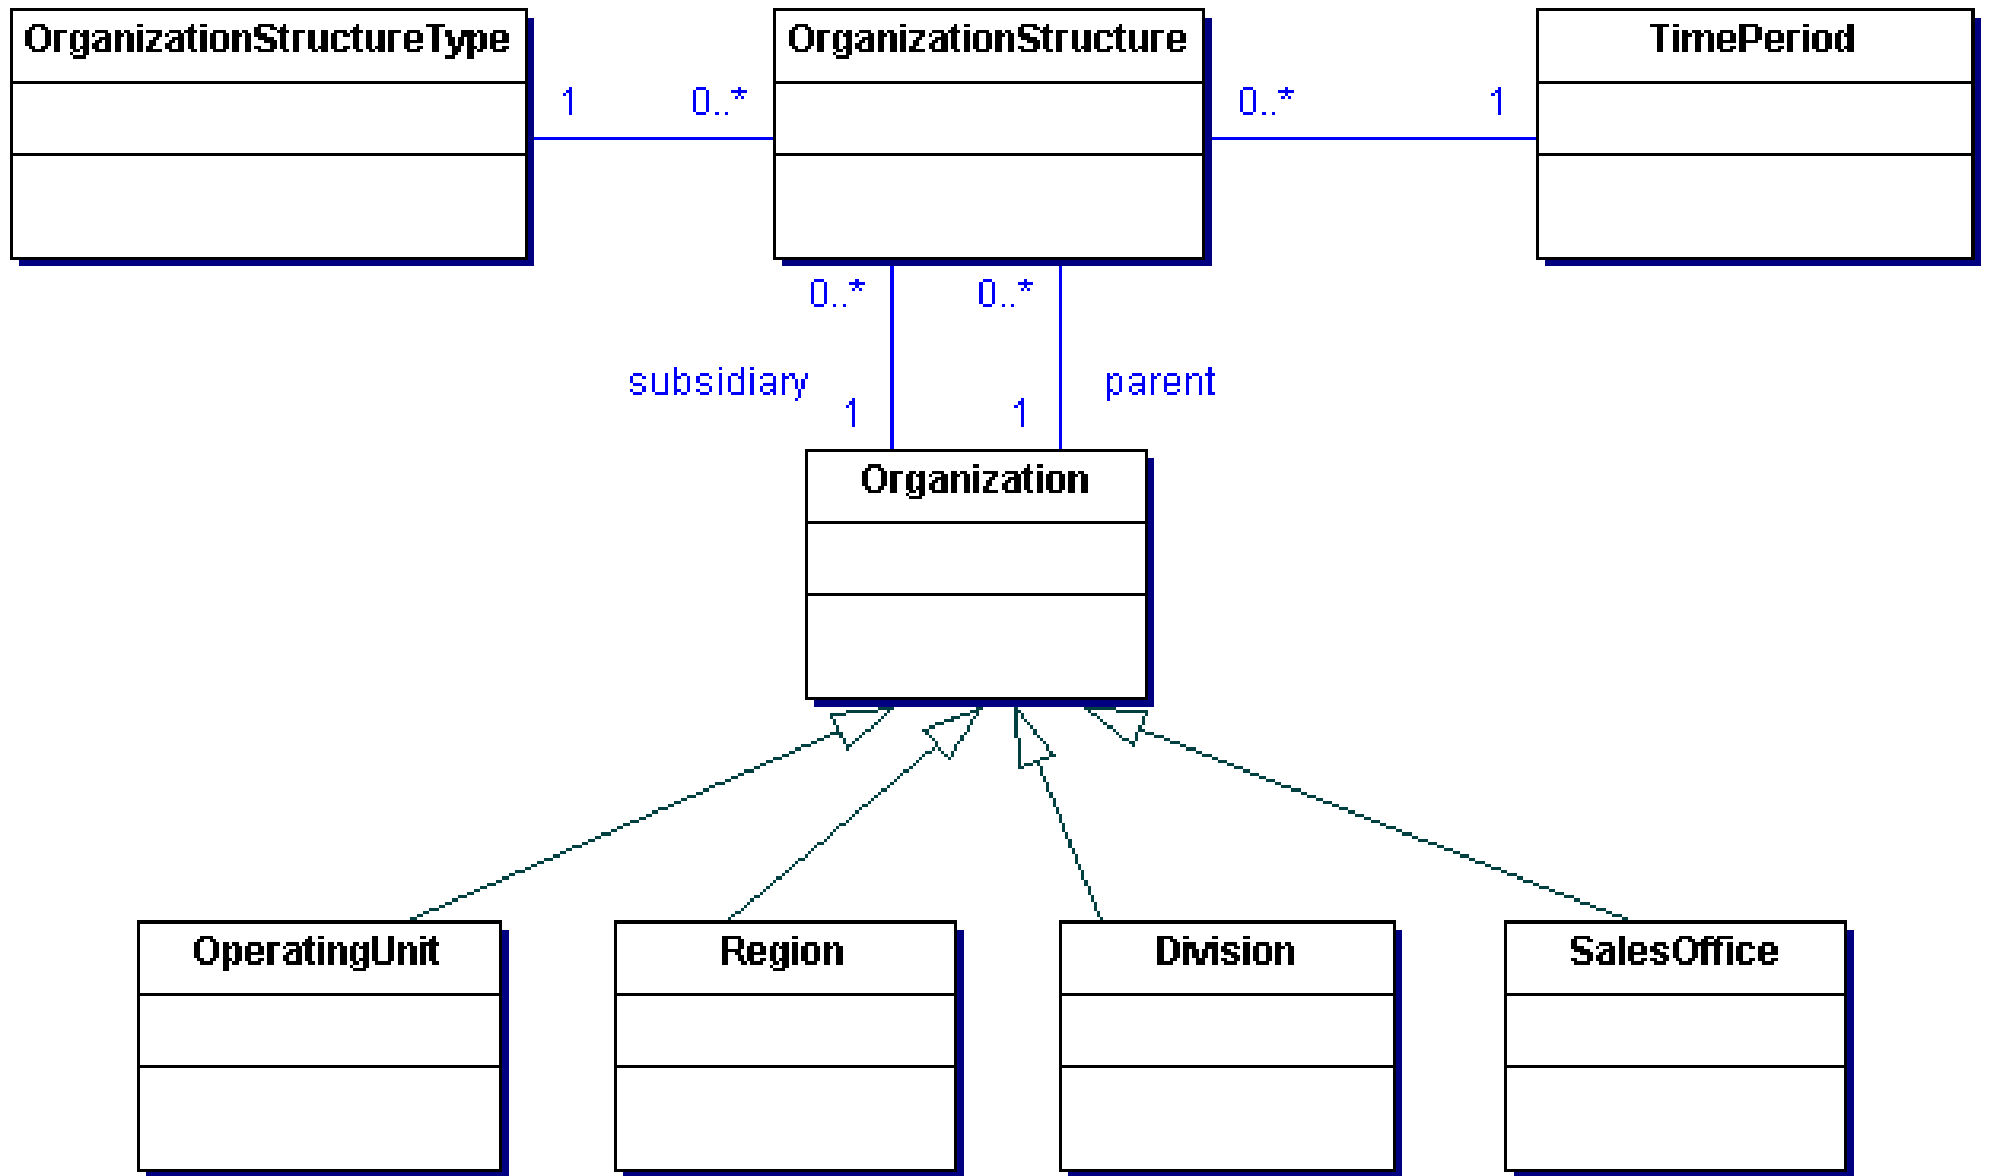 OrganizationStructureType
OrganizationStructure
TimePeriod
1
0..*
0..*
1
0..*
0..*
subsidiary
parent
1
1
Organization
OperatingUnit
Region
Division
SalesOffice